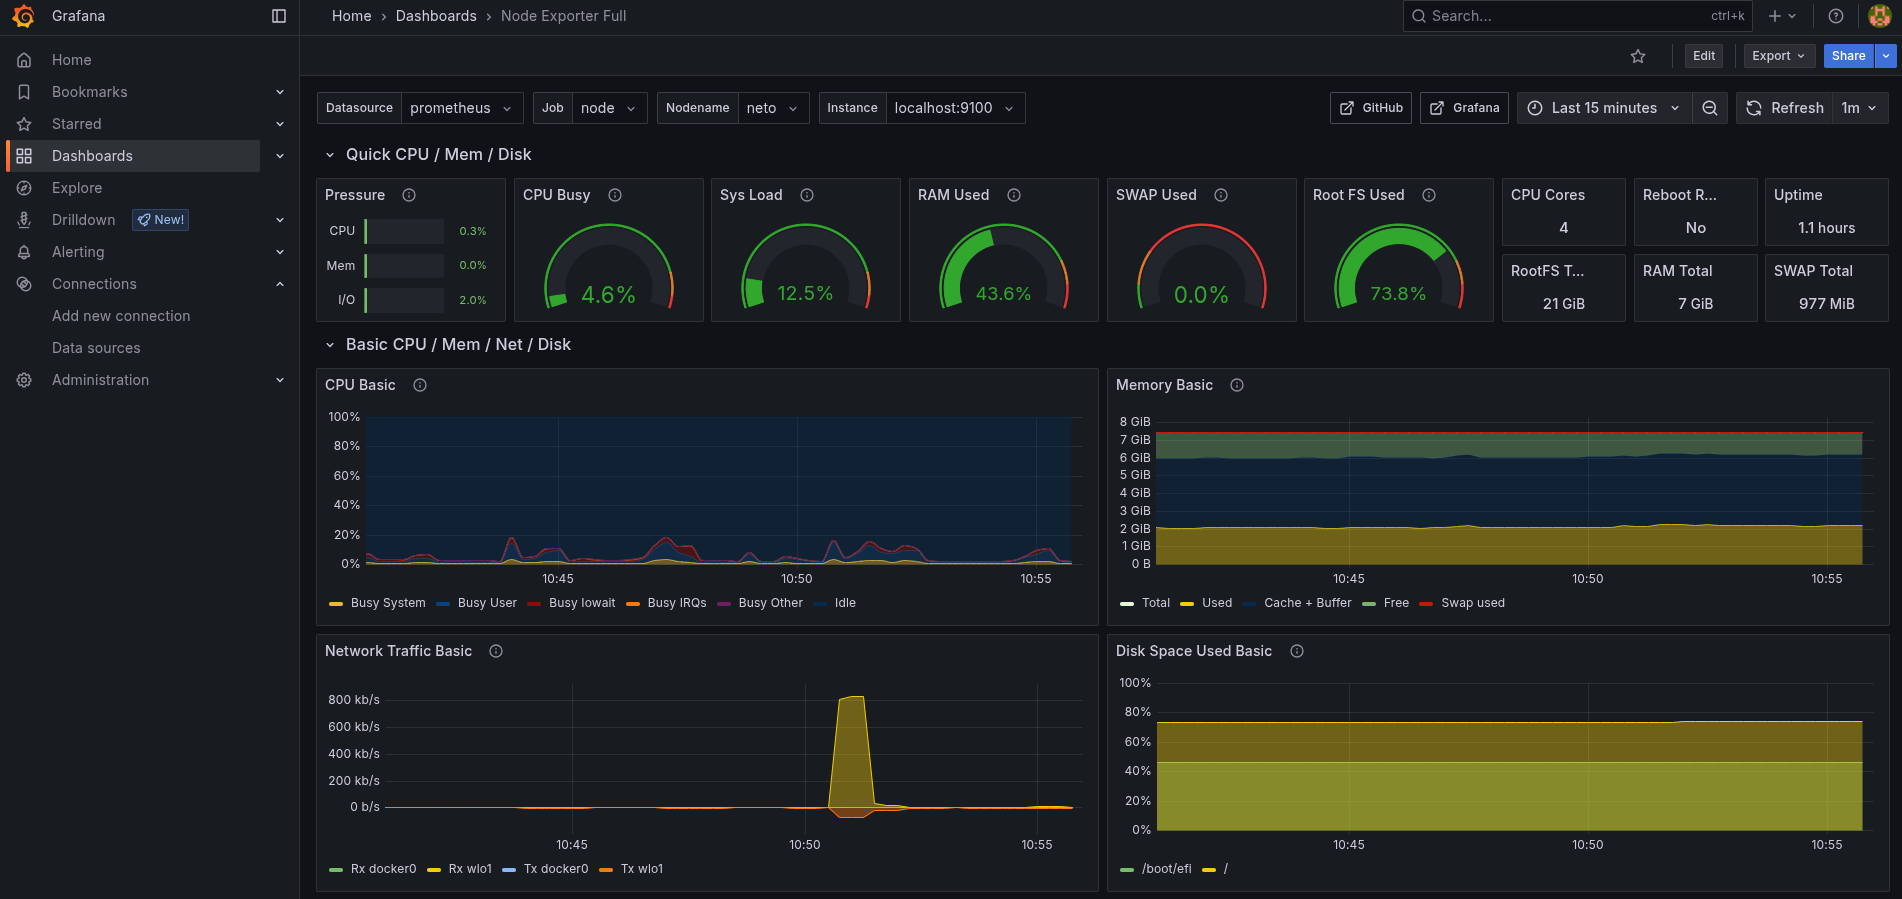 Grafana
Home › Dashboards › Node Exporter Full
Search... ctrl+k
Home
Bookmarks
Starred
Dashboards
Explore
Drilldown New!
Alerting
Connections
Add new connection
Data sources
Administration
Edit Export Share
Datasource prometheus Job node Nodename neto Instance localhost:9100
GitHub Grafana Last 15 minutes Refresh 1m
Quick CPU / Mem / Disk
Pressure
CPU 0.3%
Mem 0.0%
I/O 2.0%
CPU Busy
4.6%
Sys Load
12.5%
RAM Used
43.6%
SWAP Used
0.0%
Root FS Used
73.8%
CPU Cores
4
Reboot R...
No
Uptime
1.1 hours
RootFS T...
21 GiB
RAM Total
7 GiB
SWAP Total
977 MiB
Basic CPU / Mem / Net / Disk
CPU Basic
100%
80%
60%
40%
20%
0%
10:45 10:50 10:55
Busy System Busy User Busy Iowait Busy IRQs Busy Other Idle
Memory Basic
8 GiB
7 GiB
6 GiB
5 GiB
4 GiB
3 GiB
2 GiB
1 GiB
0 B
10:45 10:50 10:55
Total Used Cache + Buffer Free Swap used
Network Traffic Basic
800 kb/s
600 kb/s
400 kb/s
200 kb/s
0 b/s
10:45 10:50 10:55
Rx docker0 Rx wlo1 Tx docker0 Tx wlo1
Disk Space Used Basic
100%
80%
60%
40%
20%
0%
10:45 10:50 10:55
/boot/efi /